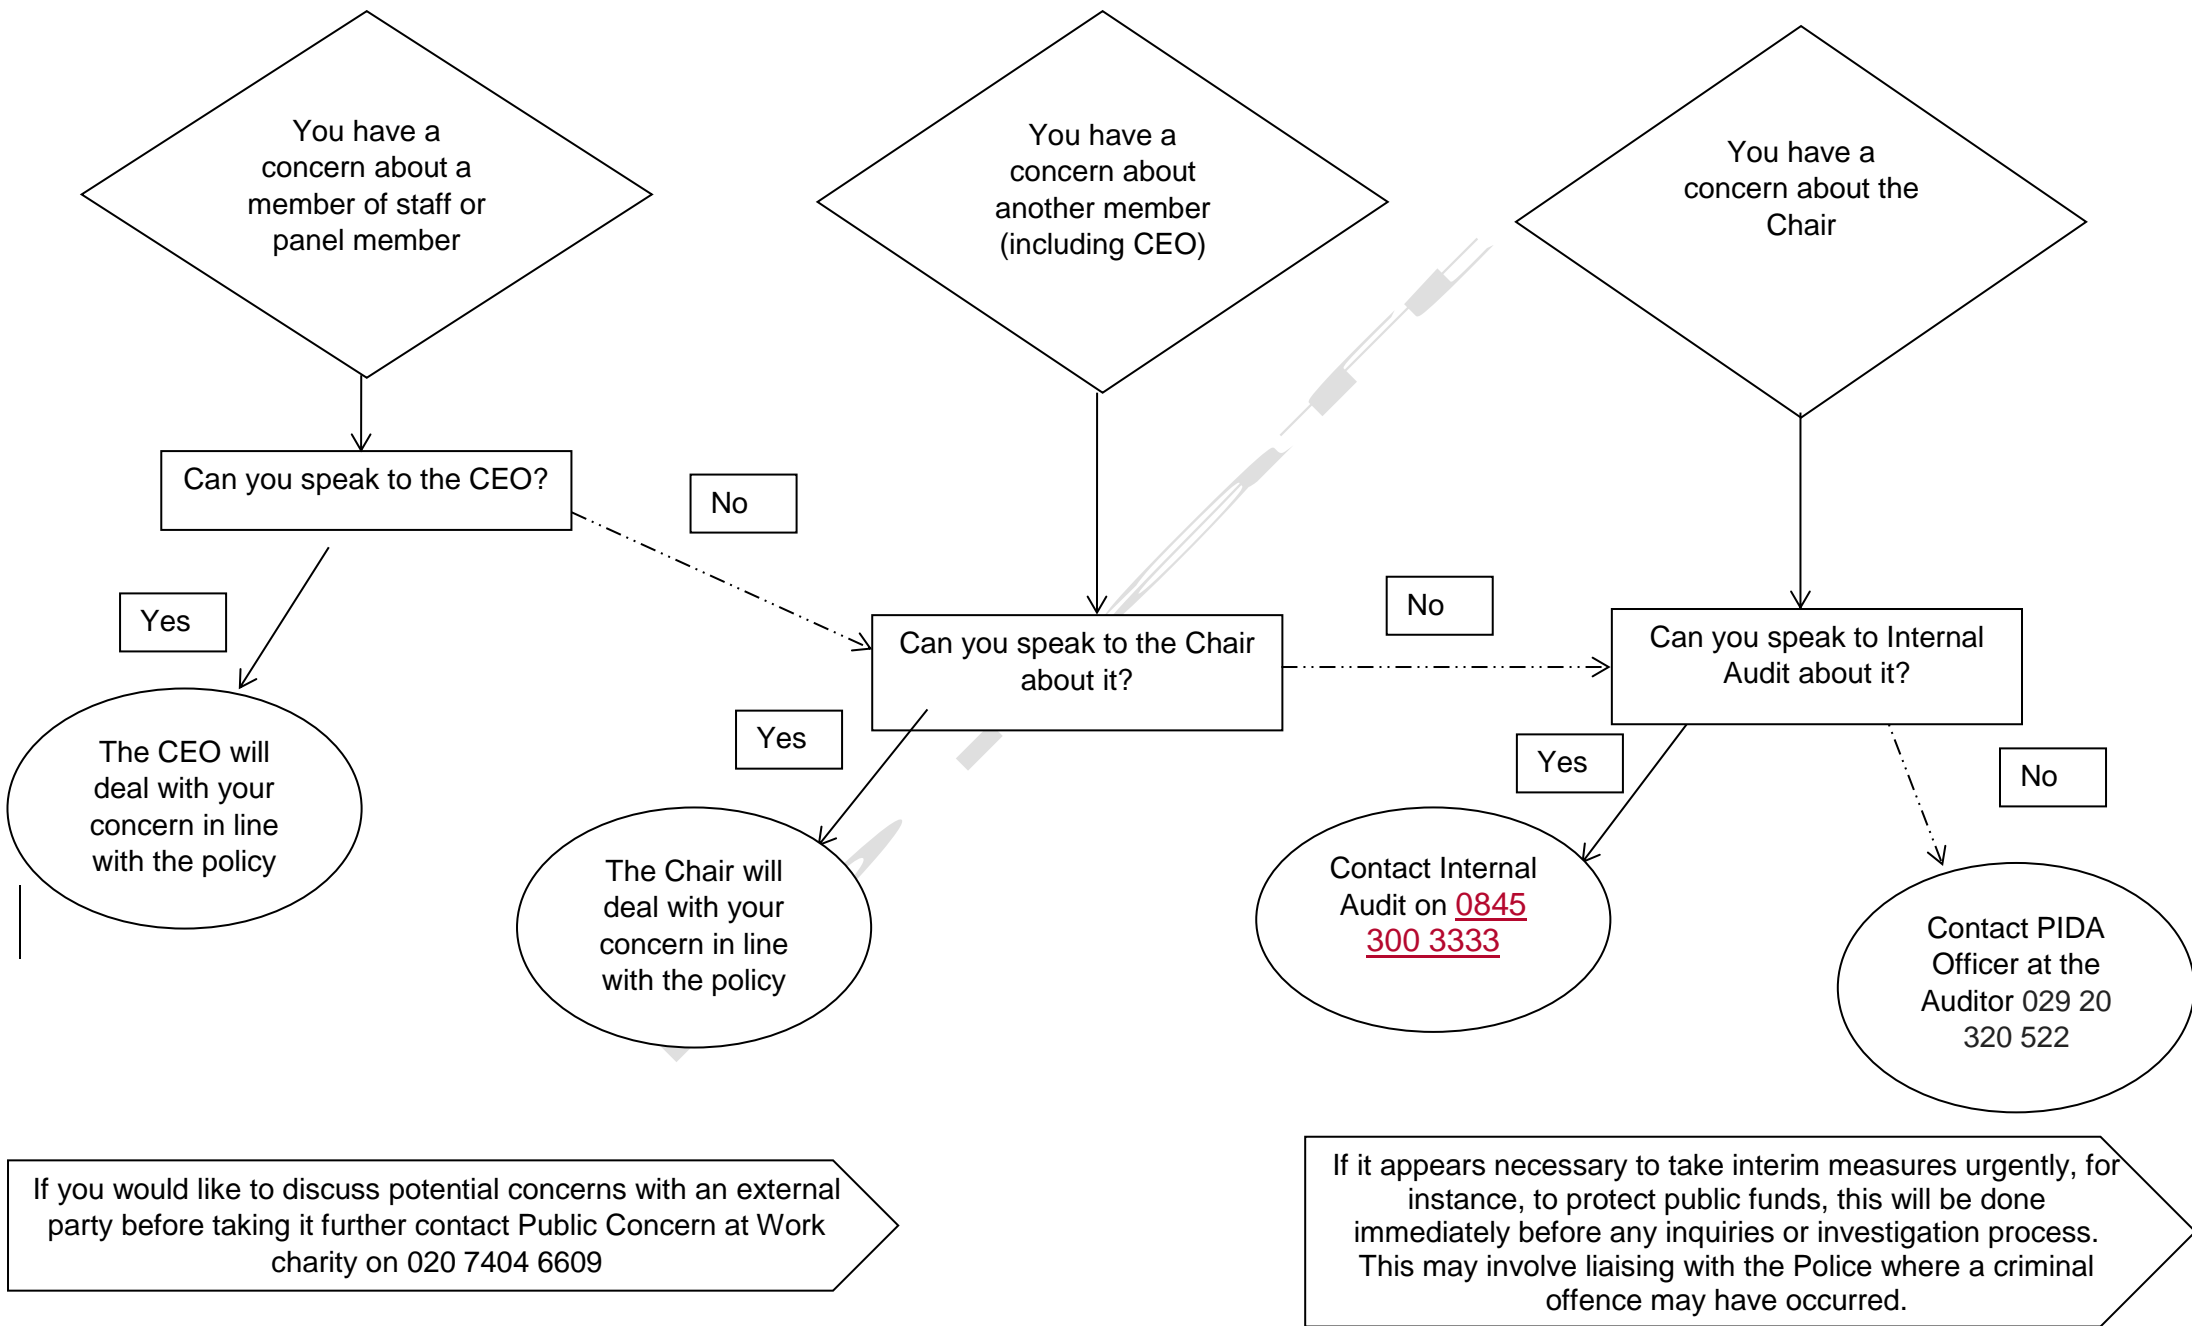 You have a
concern about a
member of staff or
panel member
You have a
concern about
another member
(including CEO)
You have a
concern about the
Chair
Can you speak to the CEO?
No
Yes
Can you speak to the Chair
about it?
No
Can you speak to Internal
Audit about it?
Yes
Yes
No
The CEO will
deal with your
concern in line
with the policy
The Chair will
deal with your
concern in line
with the policy
Contact Internal
Audit on 0845
300 3333
Contact PIDA
Officer at the
Auditor 029 20
320 522
If you would like to discuss potential concerns with an external
party before taking it further contact Public Concern at Work
charity on 020 7404 6609
If it appears necessary to take interim measures urgently, for
instance, to protect public funds, this will be done
immediately before any inquiries or investigation process.
This may involve liaising with the Police where a criminal
offence may have occurred.